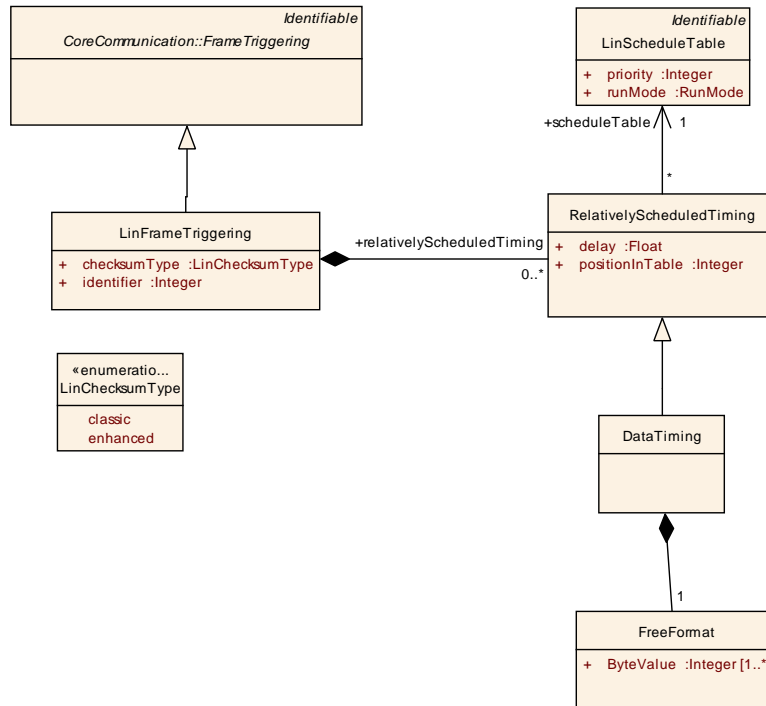 Identifiable
CoreCommunication::FrameTriggering
Identifiable
LinScheduleTable
+ priority :Integer
+ runMode :RunMode
+scheduleTable
1
*
LinFrameTriggering
+ checksumType :LinChecksumType
+ identifier :Integer
+relativelyScheduledTiming
0..*
RelativelyScheduledTiming
+ delay :Float
+ positionInTable :Integer
«enumeratio...
LinChecksumType
classic
enhanced
DataTiming
1
FreeFormat
+ ByteValue :Integer [1..*